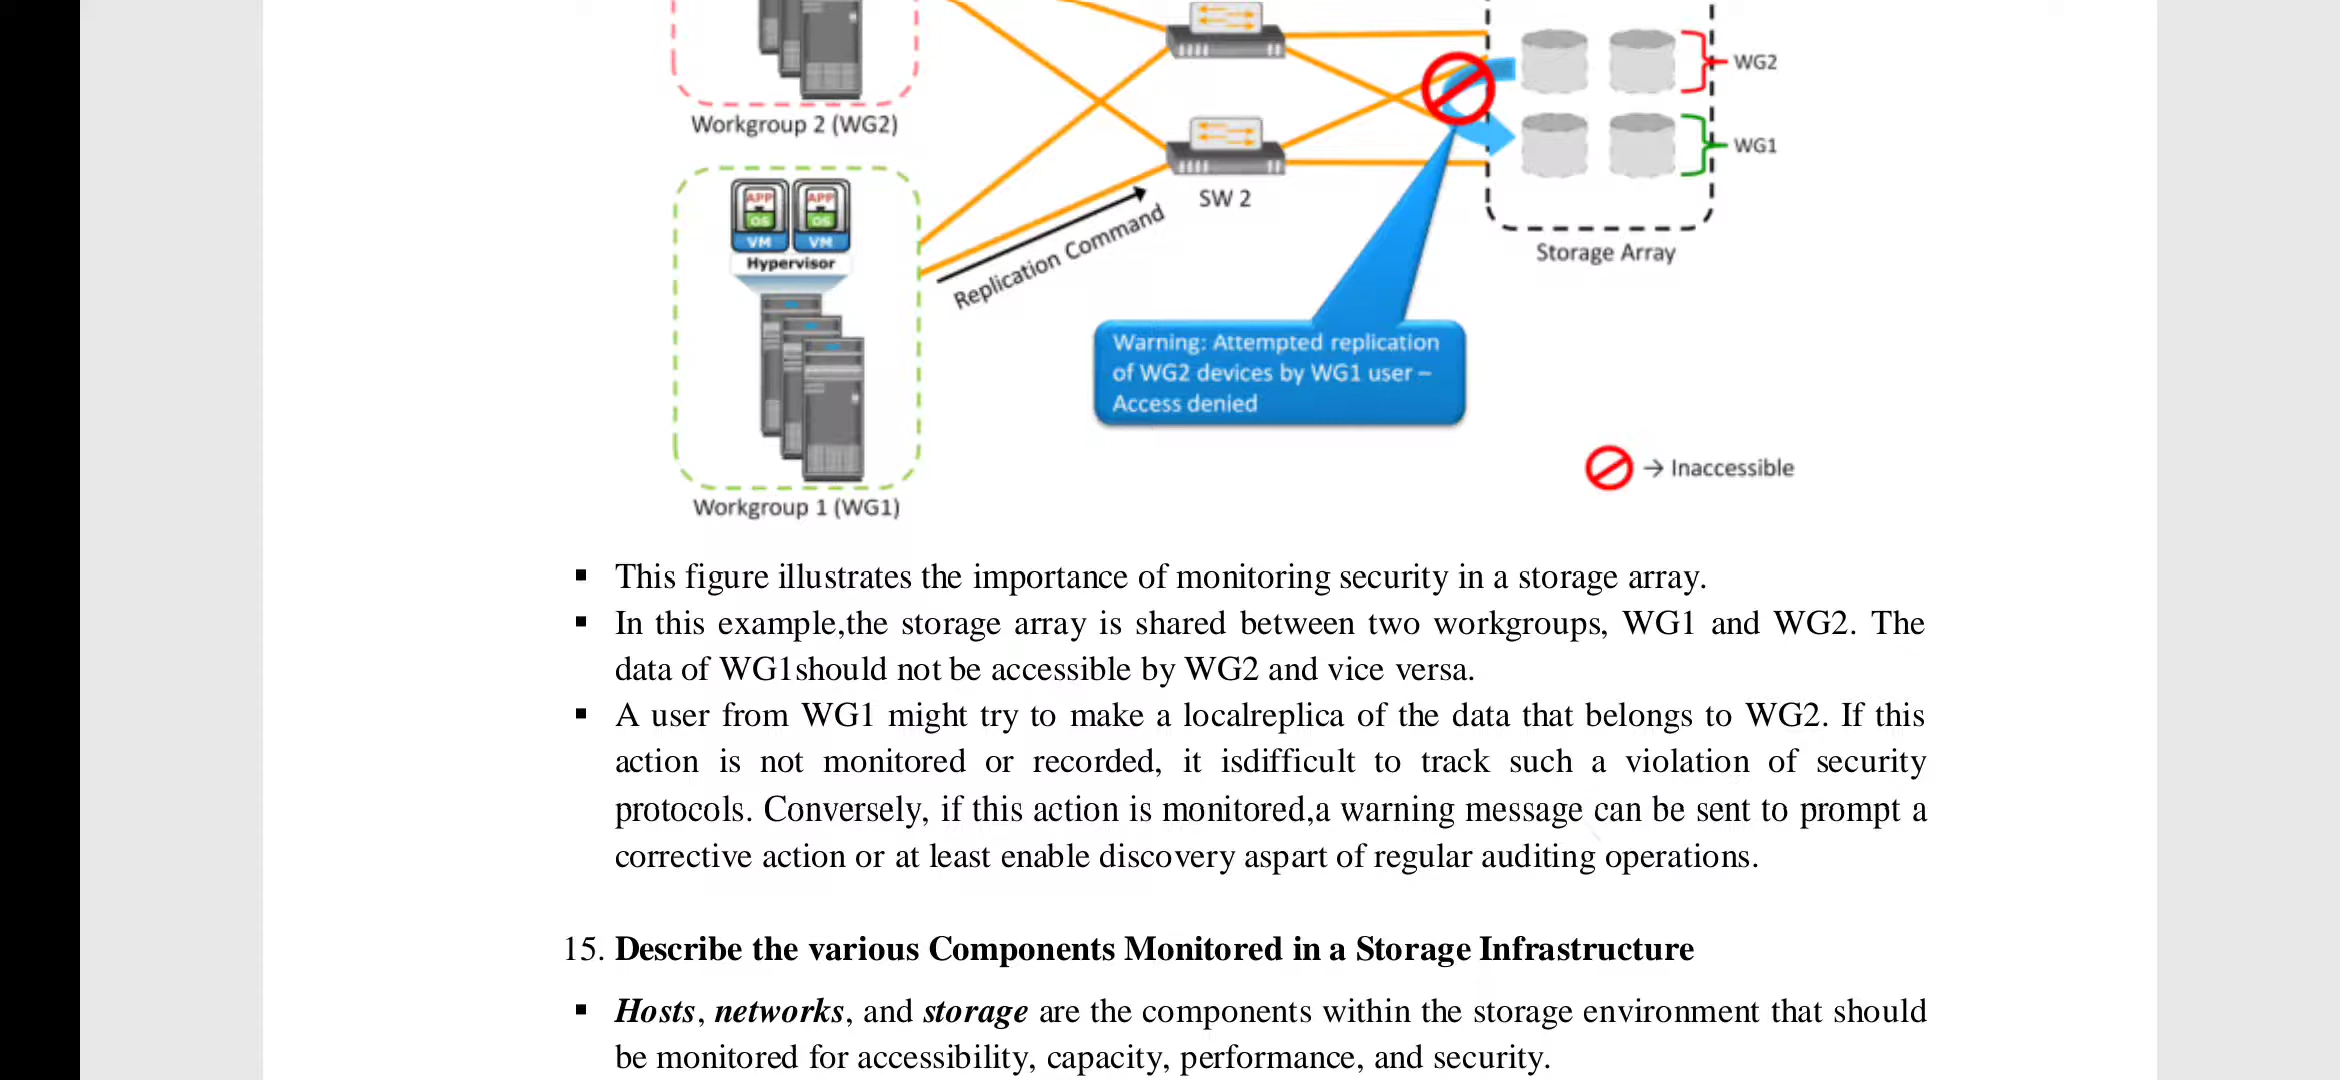 WG2
Workgroup 2 (WG2)
WG1
APP APP
OS OS
VM VM
Hypervisor
SW 2
Replication Command
Storage Array
Warning: Attempted replication
of WG2 devices by WG1 user –
Access denied
→ Inaccessible
Workgroup 1 (WG1)
▪ This figure illustrates the importance of monitoring security in a storage array.
▪ In this example,the storage array is shared between two workgroups, WG1 and WG2. The
data of WG1should not be accessible by WG2 and vice versa.
▪ A user from WG1 might try to make a localreplica of the data that belongs to WG2. If this
action is not monitored or recorded, it isdifficult to track such a violation of security
protocols. Conversely, if this action is monitored,a warning message can be sent to prompt a
corrective action or at least enable discovery aspart of regular auditing operations.
15. Describe the various Components Monitored in a Storage Infrastructure
▪ Hosts, networks, and storage are the components within the storage environment that should
be monitored for accessibility, capacity, performance, and security.